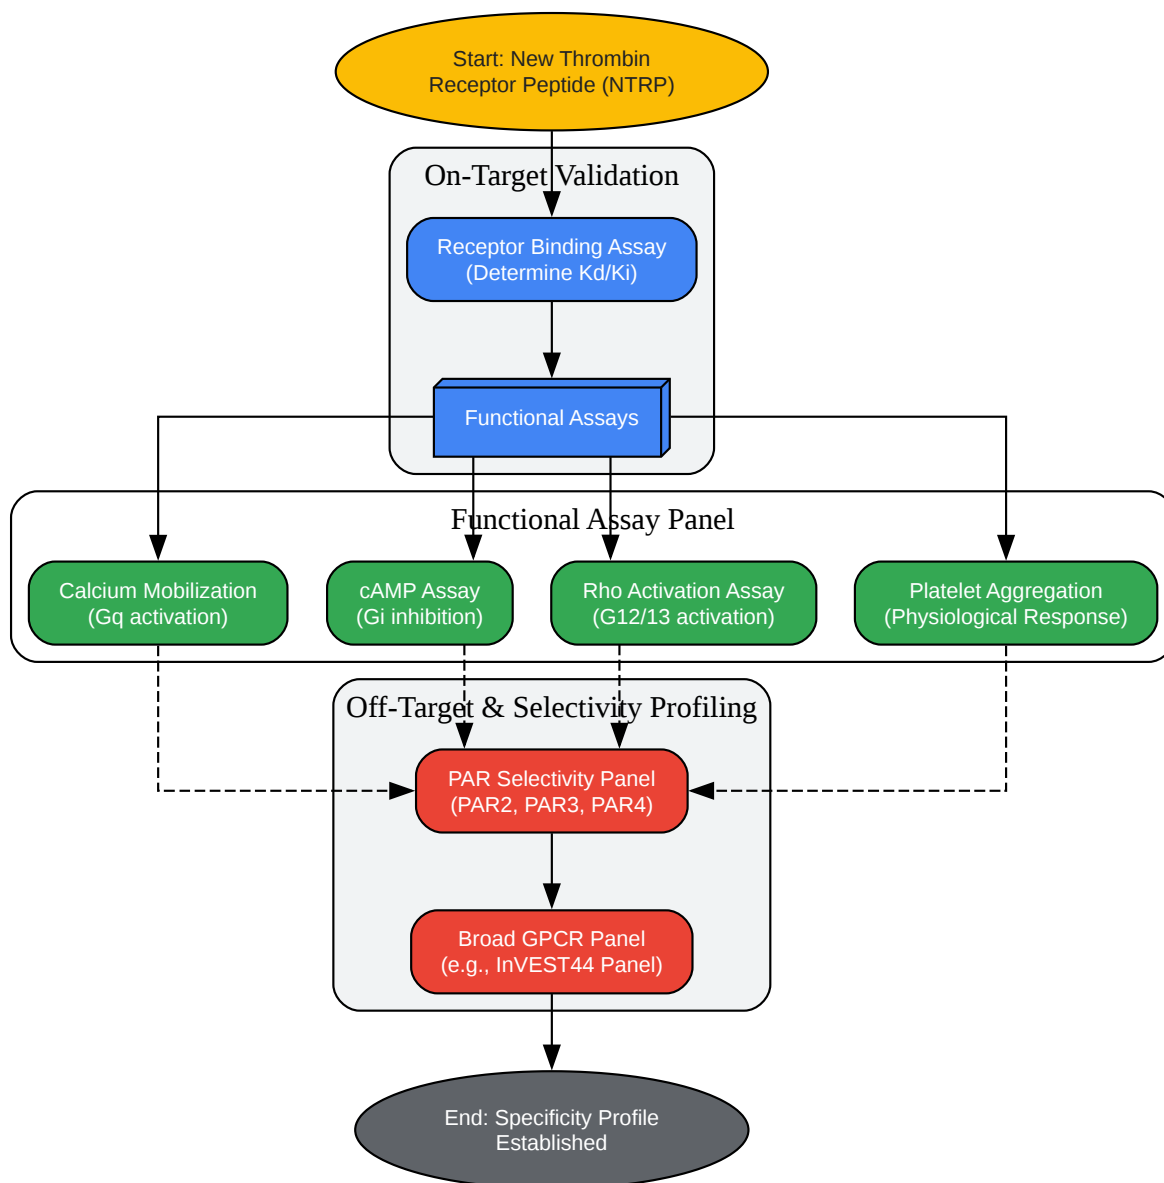 Start: New Thrombin
Receptor Peptide (NTRP)
On-Target Validation
Receptor Binding Assay
(Determine Kd/Ki)
Functional Assays
Functional Assay Panel
Calcium Mobilization
(Gq activation)
cAMP Assay
(Gi inhibition)
Rho Activation Assay
(G12/13 activation)
Platelet Aggregation
(Physiological Response)
Off-Target & Selectivity Profiling
PAR Selectivity Panel
(PAR2, PAR3, PAR4)
Broad GPCR Panel
(e.g., InVEST44 Panel)
End: Specificity Profile
Established